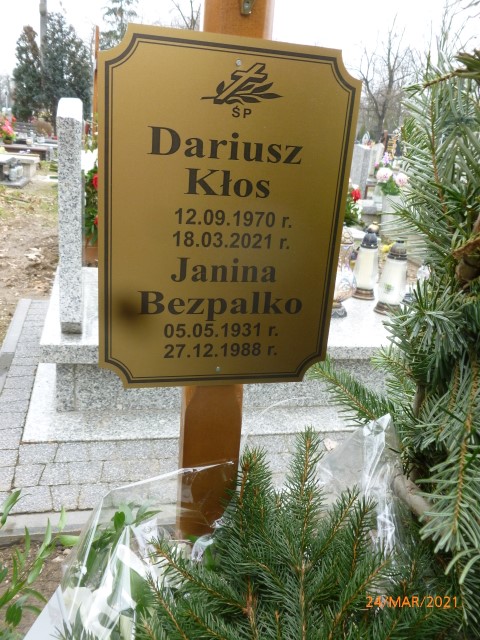 ŚP
Dariusz
Kłos
12.09.1970 r.
18.03.2021 r.
Janina
Bezpalko
05.05.1931 r.
27.12.1988 r.
24/MAR/2021